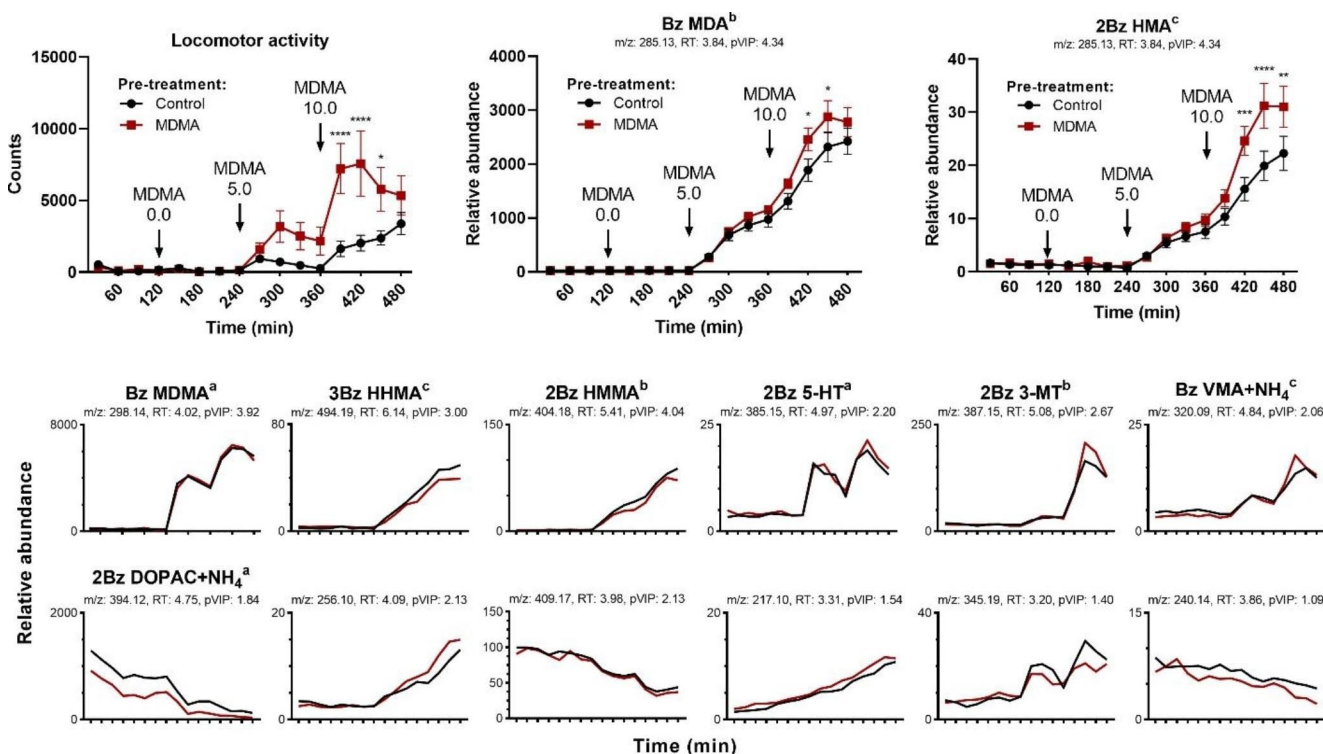 Locomotor activity
Counts
15000
10000
5000
0
Pre-treatment:
Control
MDMA
MDMA
0.0
MDMA
5.0
MDMA
10.0
****
****
*
60
120
180
240
300
360
420
480
Time (min)
Bz MDAᵇ
m/z: 285.13, RT: 3.84, pVIP: 4.34
Relative abundance
4000
3000
2000
1000
0
Pre-treatment:
Control
MDMA
MDMA
0.0
MDMA
5.0
MDMA
10.0
*
*
60
120
180
240
300
360
420
480
Time (min)
2Bz HMAᶜ
m/z: 285.13, RT: 3.84, pVIP: 4.34
Relative abundance
40
30
20
10
0
Pre-treatment:
Control
MDMA
MDMA
0.0
MDMA
5.0
MDMA
10.0
***
****
**
60
120
180
240
300
360
420
480
Time (min)
Relative abundance
Bz MDMAᵃ
m/z: 298.14, RT: 4.02, pVIP: 3.92
8000
0
3Bz HHMAᶜ
m/z: 494.19, RT: 6.14, pVIP: 3.00
80
0
2Bz HMMAᵇ
m/z: 404.18, RT: 5.41, pVIP: 4.04
150
0
2Bz 5-HTᵃ
m/z: 385.15, RT: 4.97, pVIP: 2.20
25
0
2Bz 3-MTᵇ
m/z: 387.15, RT: 5.08, pVIP: 2.67
250
0
Bz VMA+NH₄ᶜ
m/z: 320.09, RT: 4.84, pVIP: 2.06
25
0
2Bz DOPAC+NH₄ᵃ
m/z: 394.12, RT: 4.75, pVIP: 1.84
2000
0
m/z: 256.10, RT: 4.09, pVIP: 2.13
20
0
m/z: 409.17, RT: 3.98, pVIP: 2.13
150
100
50
0
m/z: 217.10, RT: 3.31, pVIP: 1.54
20
0
m/z: 345.19, RT: 3.20, pVIP: 1.40
40
0
m/z: 240.14, RT: 3.86, pVIP: 1.09
15
0
Time (min)